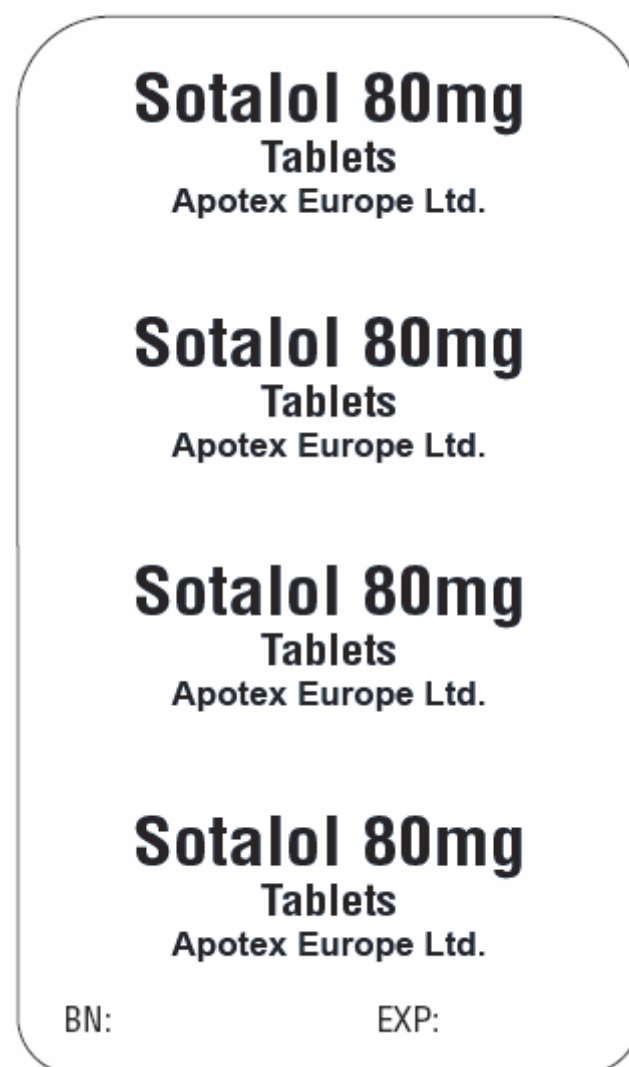 Sotalol 80mg
Tablets
Apotex Europe Ltd.
Sotalol 80mg
Tablets
Apotex Europe Ltd.
Sotalol 80mg
Tablets
Apotex Europe Ltd.
Sotalol 80mg
Tablets
Apotex Europe Ltd.
BN: EXP: